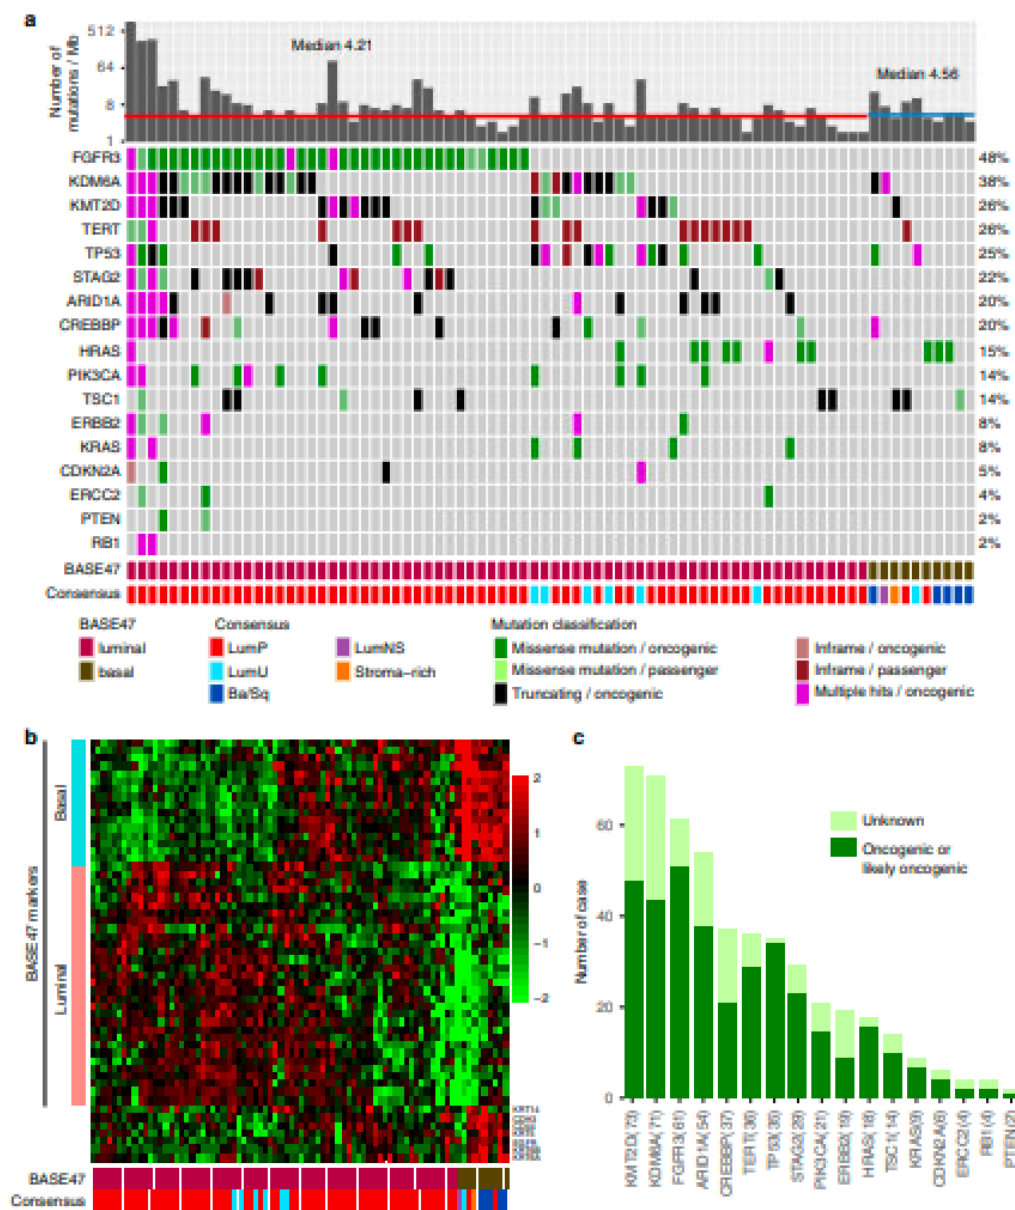 a
Number of
mutations / Mb
512
64
8
1
Median 4.21
Median 4.56
FGFR3 48%
KDM6A 38%
KMT2D 26%
TERT 26%
TP53 25%
STAG2 22%
ARID1A 20%
CREBBP 20%
HRAS 15%
PIK3CA 14%
TSC1 14%
ERBB2 8%
KRAS 8%
CDKN2A 5%
ERCC2 4%
PTEN 2%
RB1 2%
BASE47
Consensus
BASE47
luminal
basal
Consensus
LumP
LumU
Ba/Sq
LumNS
Stroma-rich
Mutation classification
Missense mutation / oncogenic
Missense mutation / passenger
Truncating / oncogenic
Inframe / oncogenic
Inframe / passenger
Multiple hits / oncogenic
b
BASE47 markers
Basal
Luminal
2
1
0
-1
-2
KRT14
BASE47
Consensus
c
Number of case
60
40
20
0
Unknown
Oncogenic or
likely oncogenic
KMT2D(73)
KDM6A(71)
FGFR3(61)
ARID1A(54)
CREBBP(37)
TERT(36)
TP53(35)
STAG2(29)
PIK3CA(21)
ERBB2(19)
HRAS(18)
TSC1(14)
KRAS(9)
CDKN2A(6)
ERCC2(4)
RB1(4)
PTEN(2)